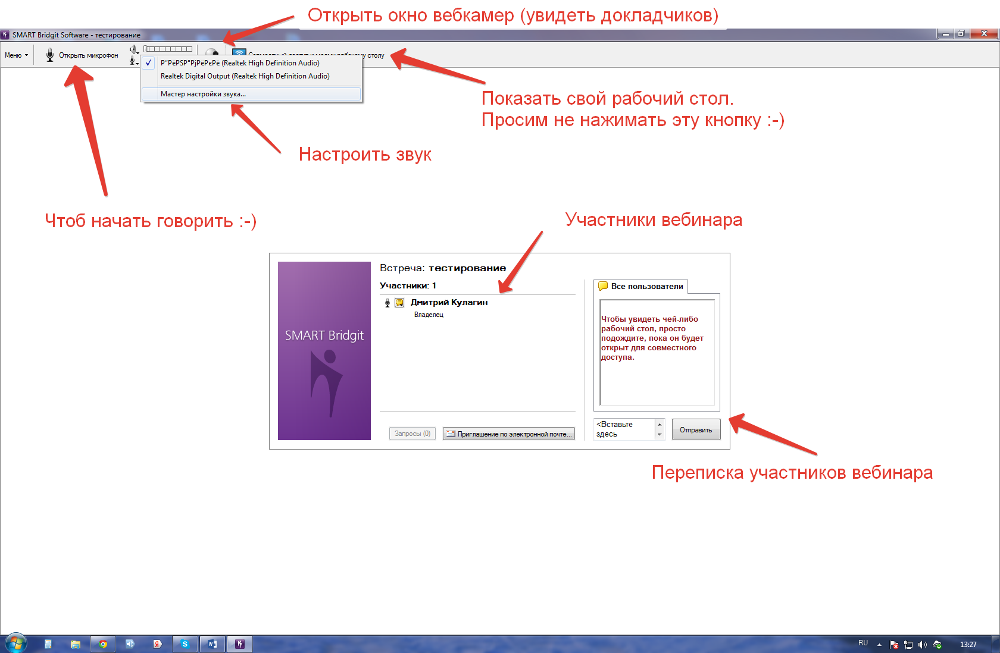 Открыть окно вебкамер (увидеть докладчиков)
SMART Bridgit Software - тестирование
Меню
Открыть микрофон
рабочему столу
Р"РёРЅР°РјРёРєРё (Realtek High Definition Audio)
Realtek Digital Output (Realtek High Definition Audio)
Мастер настройки звука...
Показать свой рабочий стол.
Просим не нажимать эту кнопку :-)
Настроить звук
Чтоб начать говорить :-)
Участники вебинара
Встреча: тестирование
Участники: 1
Дмитрий Кулагин
Владелец
SMART Bridgit
Все пользователи
Чтобы увидеть чей-либо
рабочий стол, просто
подождите, пока он будет
открыт для совместного
доступа.
Запросы (0)
Приглашение по электронной почте...
<Вставьте
здесь
Отправить
Переписка участников вебинара
RU
13:27